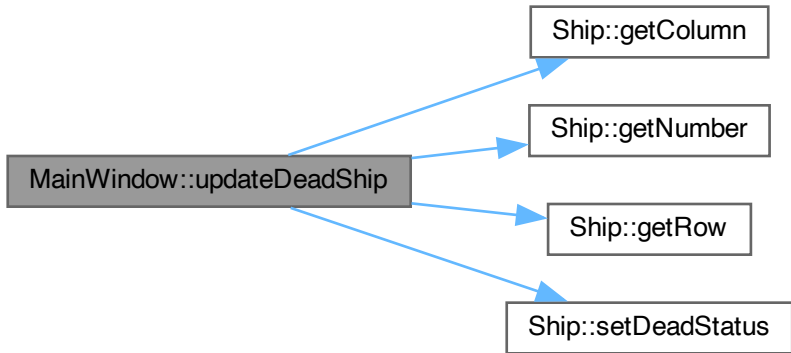 Ship::getColumn
Ship::getNumber
MainWindow::updateDeadShip
Ship::getRow
Ship::setDeadStatus